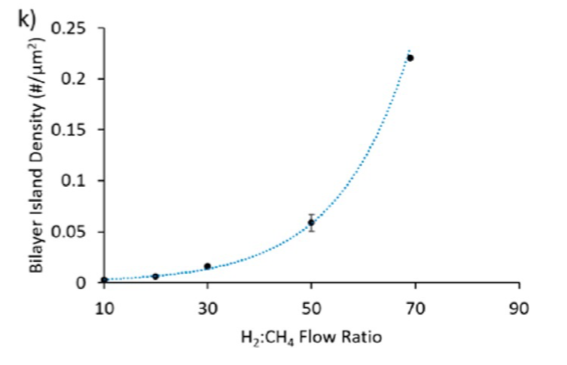 k)
Bilayer Island Density (#/μm²)
0.25
0.2
0.15
0.1
0.05
0
10 30 50 70 90
H₂:CH₄ Flow Ratio